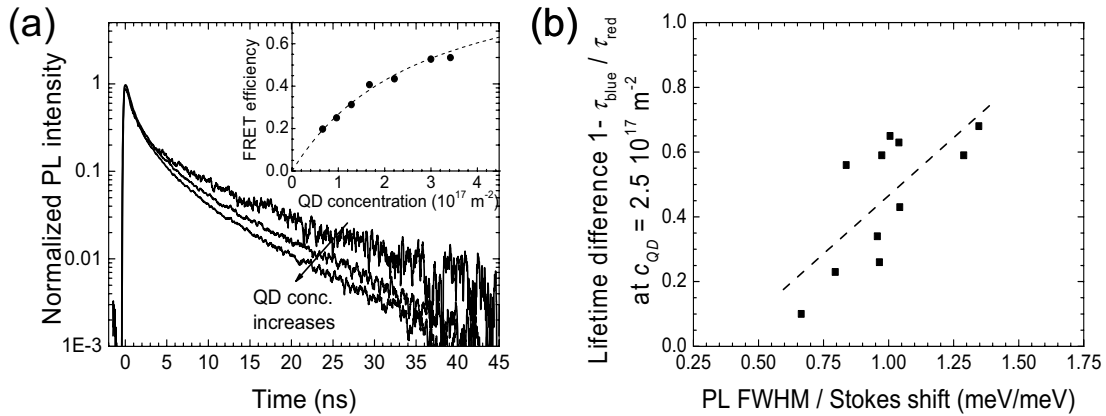 (a)
Normalized PL intensity
1
0.1
0.01
1E-3
0 5 10 15 20 25 30 35 40 45
Time (ns)
QD conc.
increases
FRET efficiency
0.6
0.4
0.2
0.0
0 1 2 3 4
QD concentration (10¹⁷ m⁻²)
(b)
Lifetime difference 1- τblue / τred
at cQD = 2.5 10¹⁷ m⁻²
1.0
0.8
0.6
0.4
0.2
0.0
0.25 0.50 0.75 1.00 1.25 1.50 1.75
PL FWHM / Stokes shift (meV/meV)